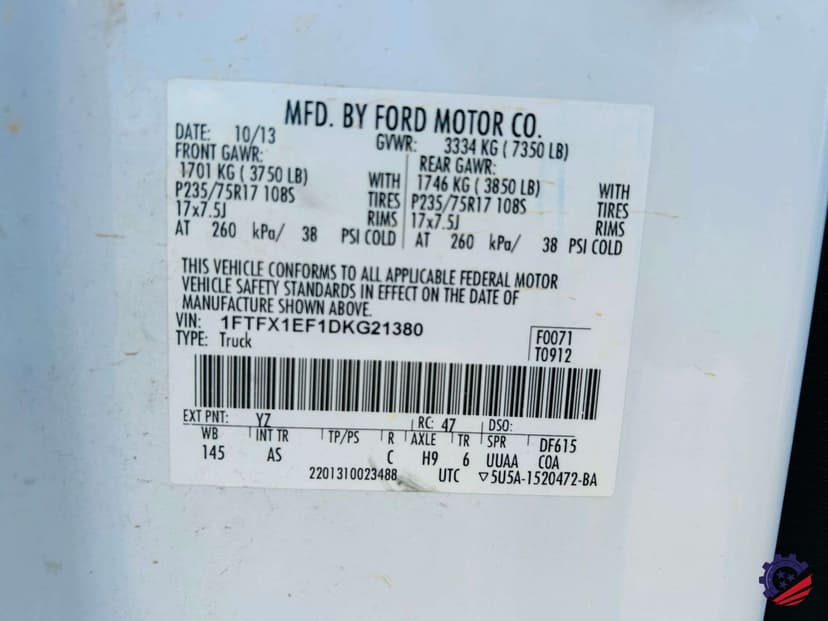 MFD. BY FORD MOTOR CO.
DATE: 10/13 GVWR: 3334 KG ( 7350 LB)
FRONT GAWR: REAR GAWR:
1701 KG ( 3750 LB) WITH 1746 KG ( 3850 LB) WITH
P235/75R17 108S TIRES P235/75R17 108S TIRES
17x7.5J RIMS 17x7.5J RIMS
AT 260 kPa/ 38 PSI COLD AT 260 kPa/ 38 PSI COLD
THIS VEHICLE CONFORMS TO ALL APPLICABLE FEDERAL MOTOR
VEHICLE SAFETY STANDARDS IN EFFECT ON THE DATE OF
MANUFACTURE SHOWN ABOVE.
VIN: 1FTFX1EF1DKG21380
TYPE: Truck
F0071
T0912
EXT PNT: YZ RC: 47 DSO:
WB INT TR TP/PS R AXLE TR SPR DF615
145 AS C H9 6 UUAA COA
2201310023488 UTC ▽5U5A-1520472-BA